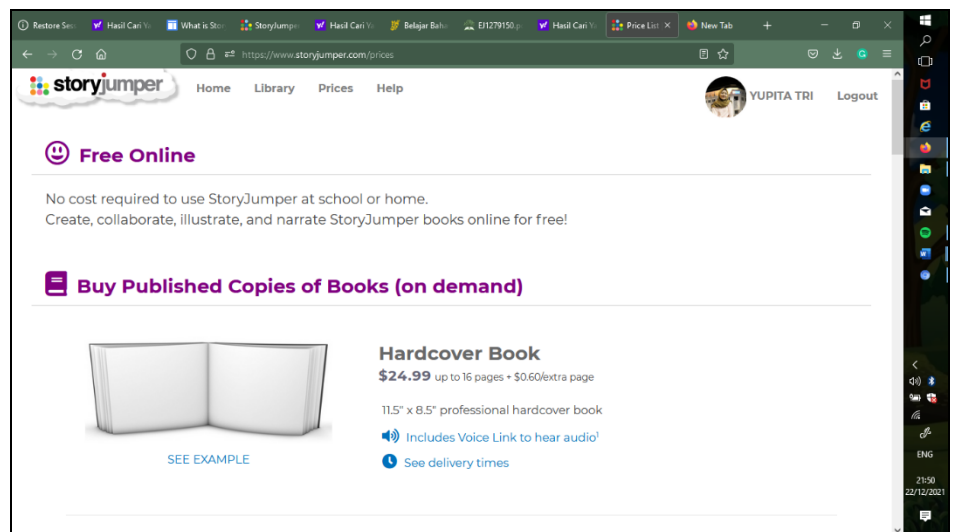 Restore Ses
Hasil Cari Ya
What is Stor
StoryJumpe
Hasil Cari Ya
Belajar Baha
EJ1279150.p
Hasil Cari Ya
Price List
New Tab
https://www.storyjumper.com/prices
storyjumper
Home Library Prices Help
YUPITA TRI Logout
Free Online
No cost required to use StoryJumper at school or home.
Create, collaborate, illustrate, and narrate StoryJumper books online for free!
Buy Published Copies of Books (on demand)
Hardcover Book
$24.99 up to 16 pages + $0.60/extra page
11.5" x 8.5" professional hardcover book
Includes Voice Link to hear audio¹
SEE EXAMPLE
See delivery times
ENG
21:50
22/12/2021